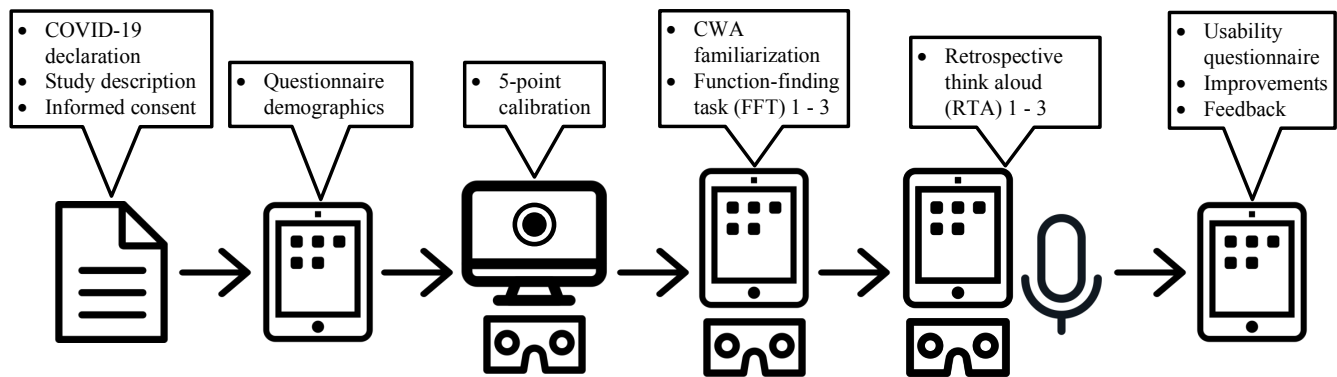 • COVID-19
declaration
• Study description
• Informed consent
• Questionnaire
demographics
• 5-point
calibration
• CWA
familiarization
• Function-finding
task (FFT) 1 - 3
• Retrospective
think aloud
(RTA) 1 - 3
• Usability
questionnaire
• Improvements
• Feedback